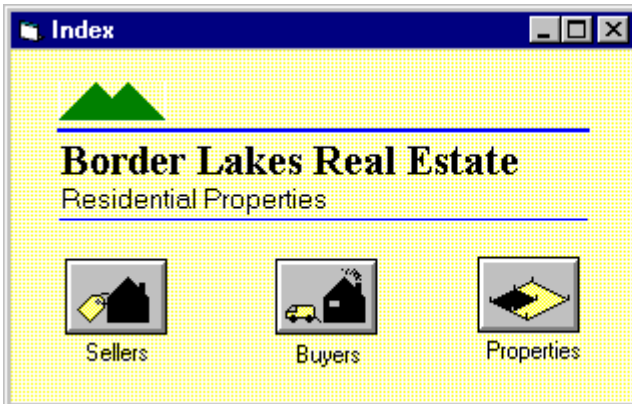 Index
Border Lakes Real Estate
Residential Properties
Sellers
Buyers
Properties